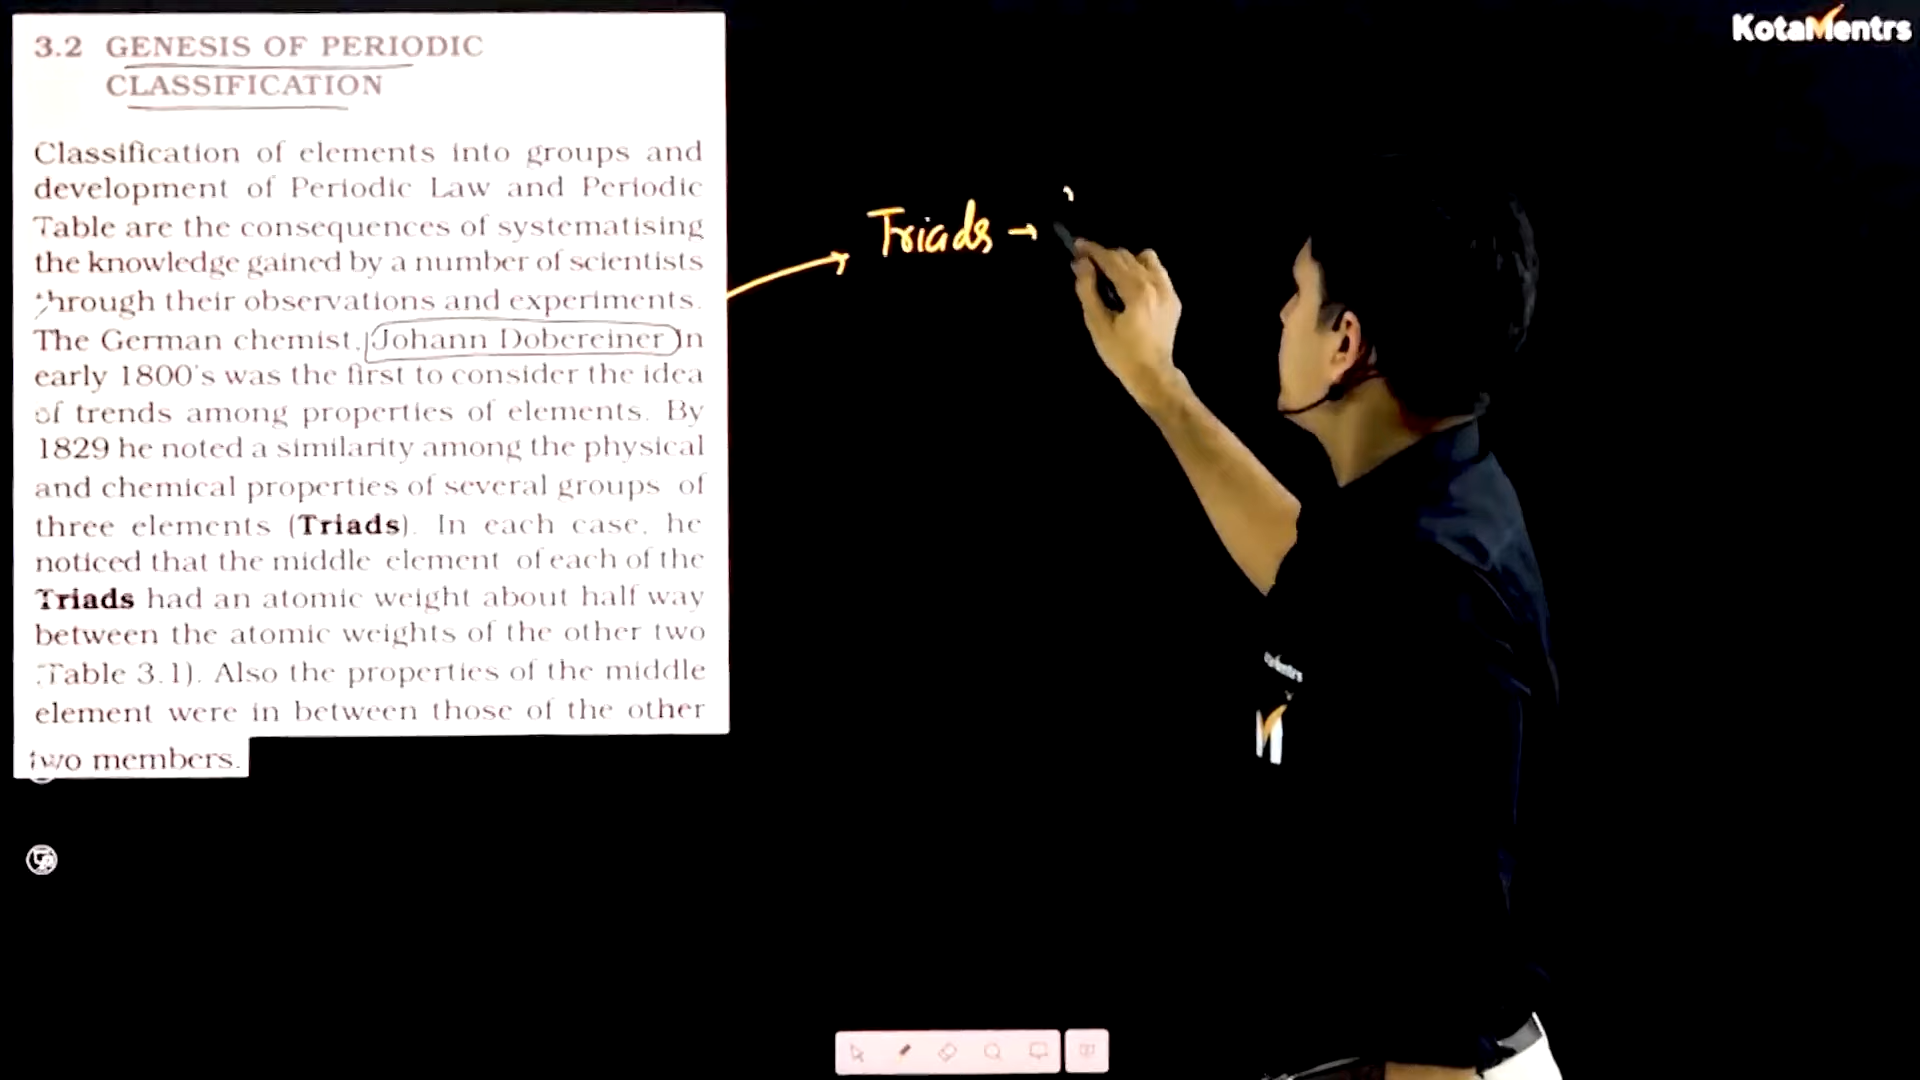 3.2 GENESIS OF PERIODIC
CLASSIFICATION
Classification of elements into groups and
development of Periodic Law and Periodic
Table are the consequences of systematising
the knowledge gained by a number of scientists
through their observations and experiments.
The German chemist, Johann Dobereiner in
early 1800's was the first to consider the idea
of trends among properties of elements. By
1829 he noted a similarity among the physical
and chemical properties of several groups of
three elements (Triads). In each case, he
noticed that the middle element of each of the
Triads had an atomic weight about half way
between the atomic weights of the other two
(Table 3.1). Also the properties of the middle
element were in between those of the other
two members.
Triads →
KotaMentrs